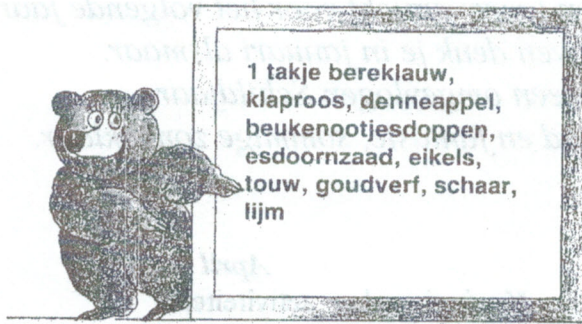 1 takje bereklauw,
klaproos, denneappel,
beukenootjesdoppen,
esdoornzaad, eikels,
touw, goudverf, schaar,
lijm